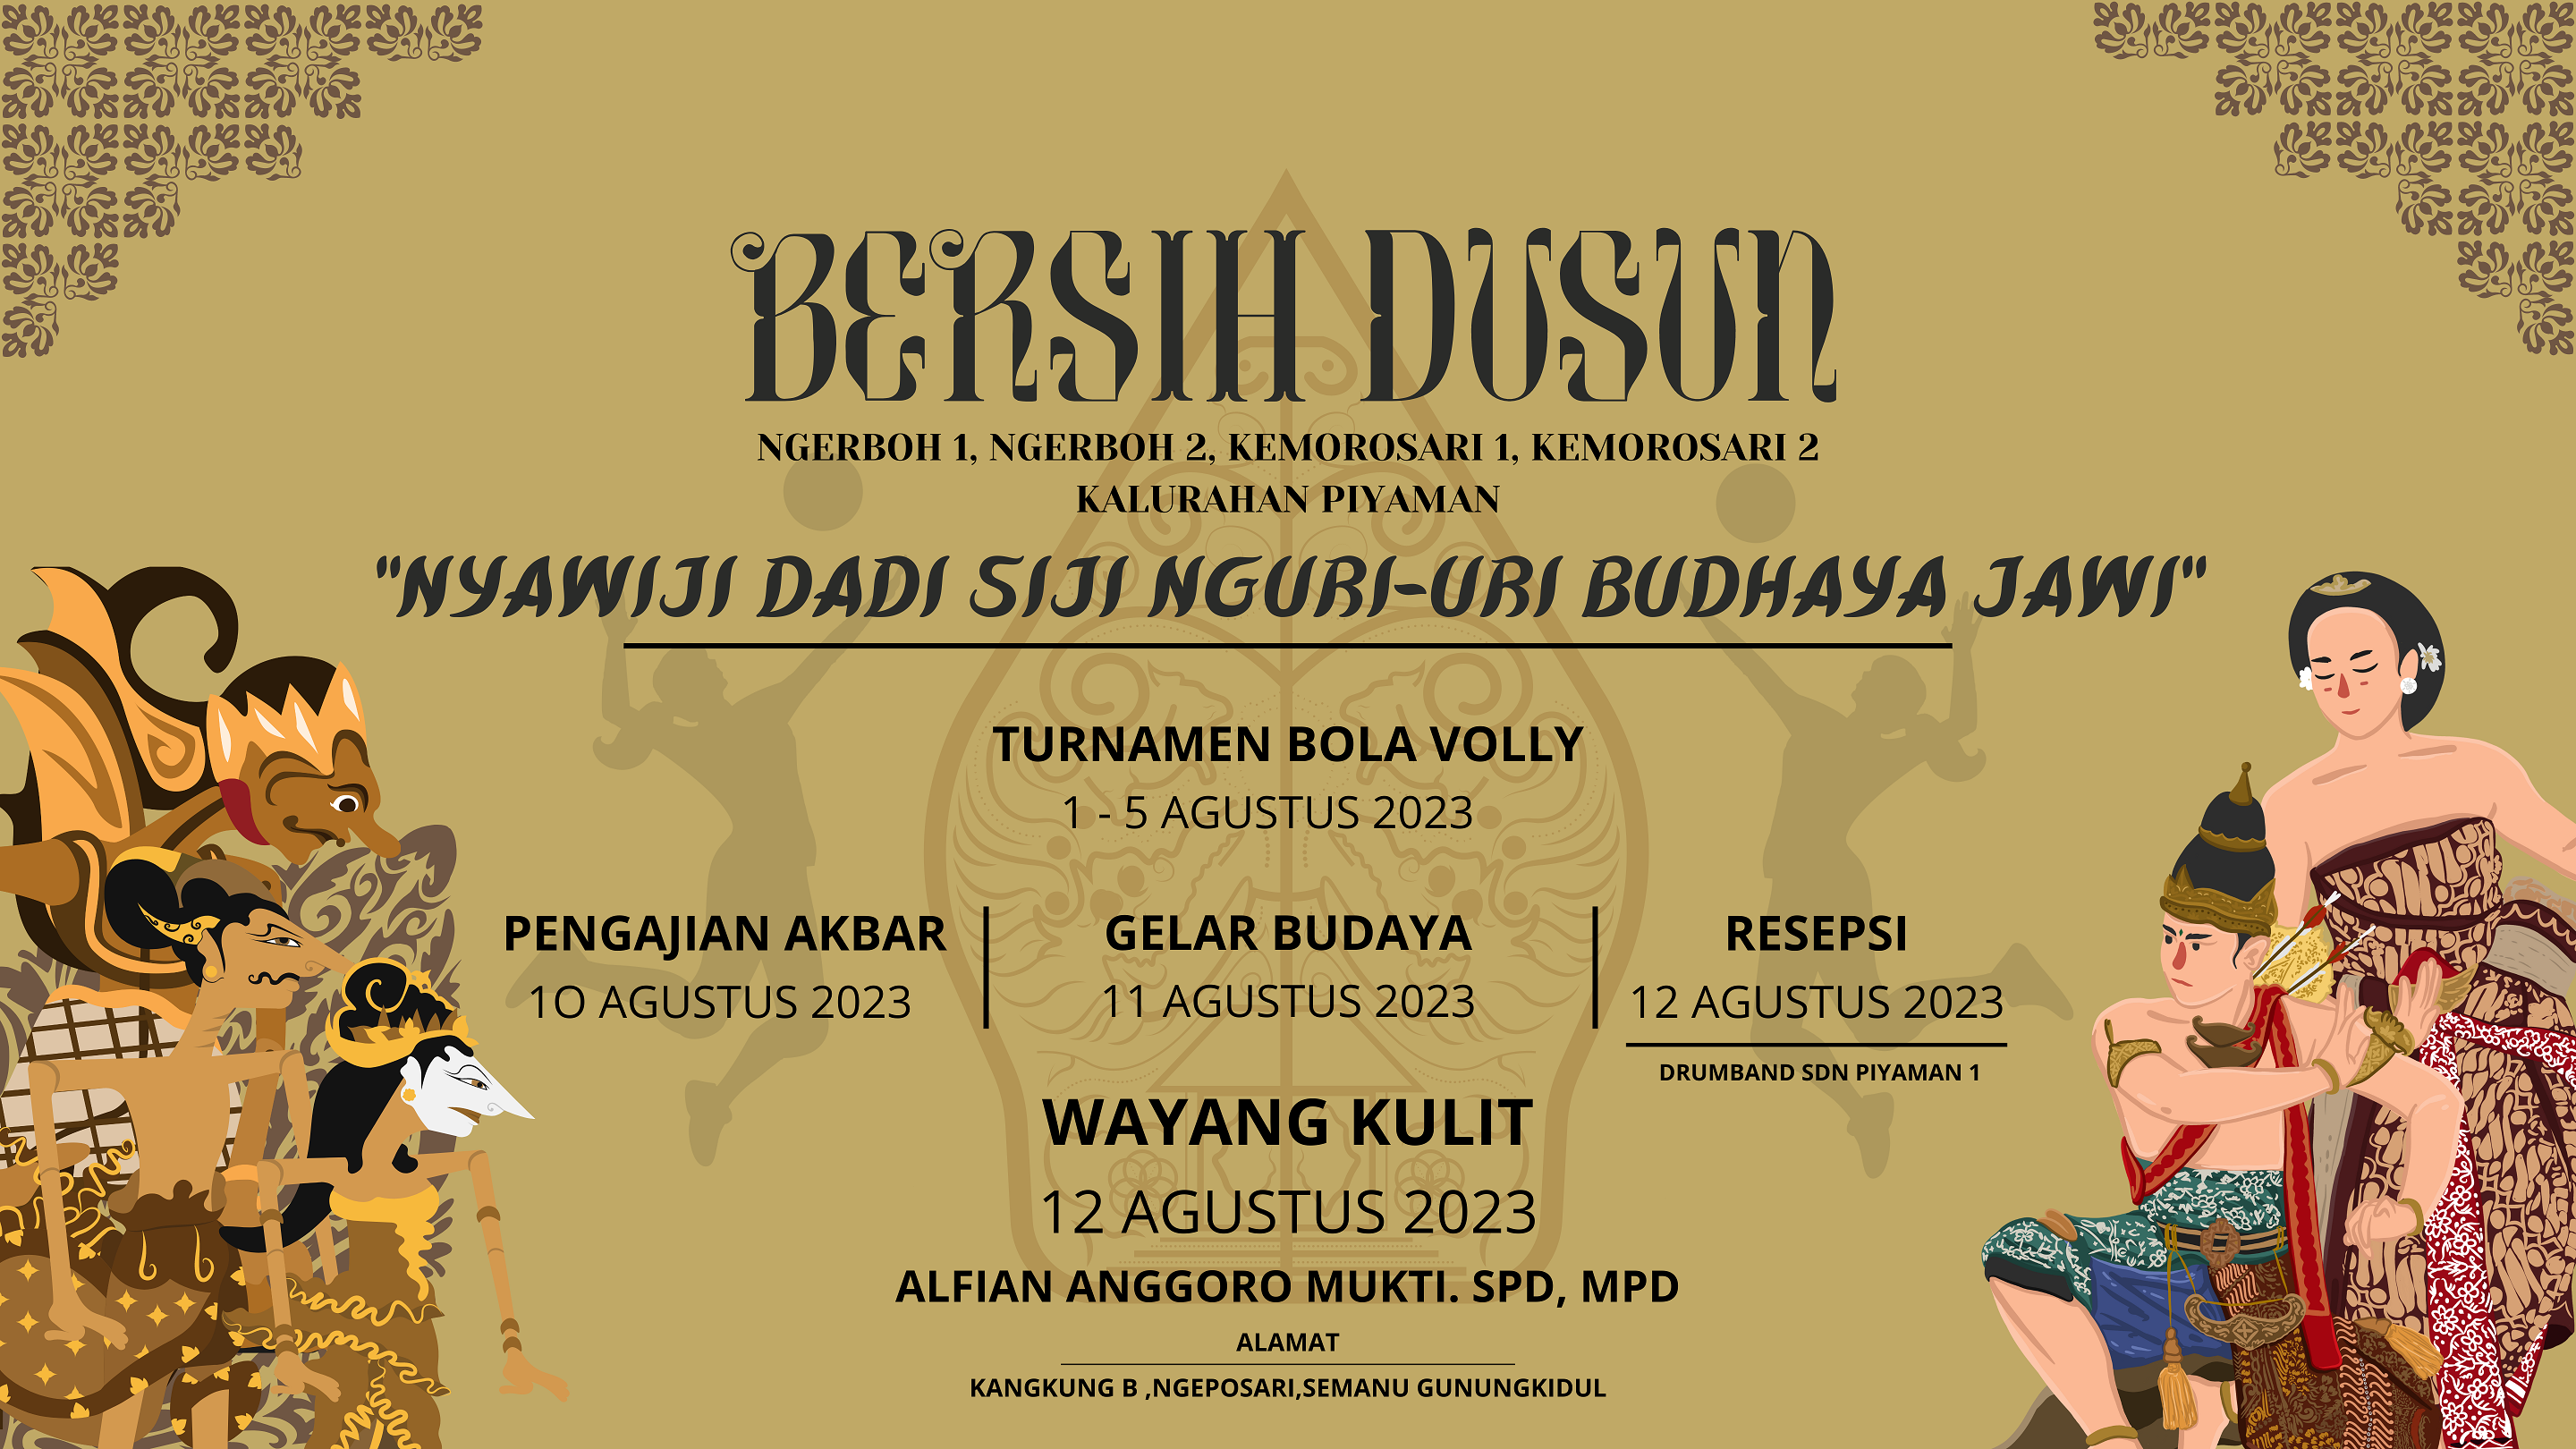 BERSIH DUSUN
NGERBOH 1, NGERBOH 2, KEMOROSARI 1, KEMOROSARI 2
KALURAHAN PIYAMAN
"NYAWIJI DADI SIJI NGURI-URI BUDHAYA JAWI"
TURNAMEN BOLA VOLLY
1 - 5 AGUSTUS 2023
PENGAJIAN AKBAR
1O AGUSTUS 2023
GELAR BUDAYA
11 AGUSTUS 2023
RESEPSI
12 AGUSTUS 2023
DRUMBAND SDN PIYAMAN 1
WAYANG KULIT
12 AGUSTUS 2023
ALFIAN ANGGORO MUKTI. SPD, MPD
ALAMAT
KANGKUNG B ,NGEPOSARI,SEMANU GUNUNGKIDUL